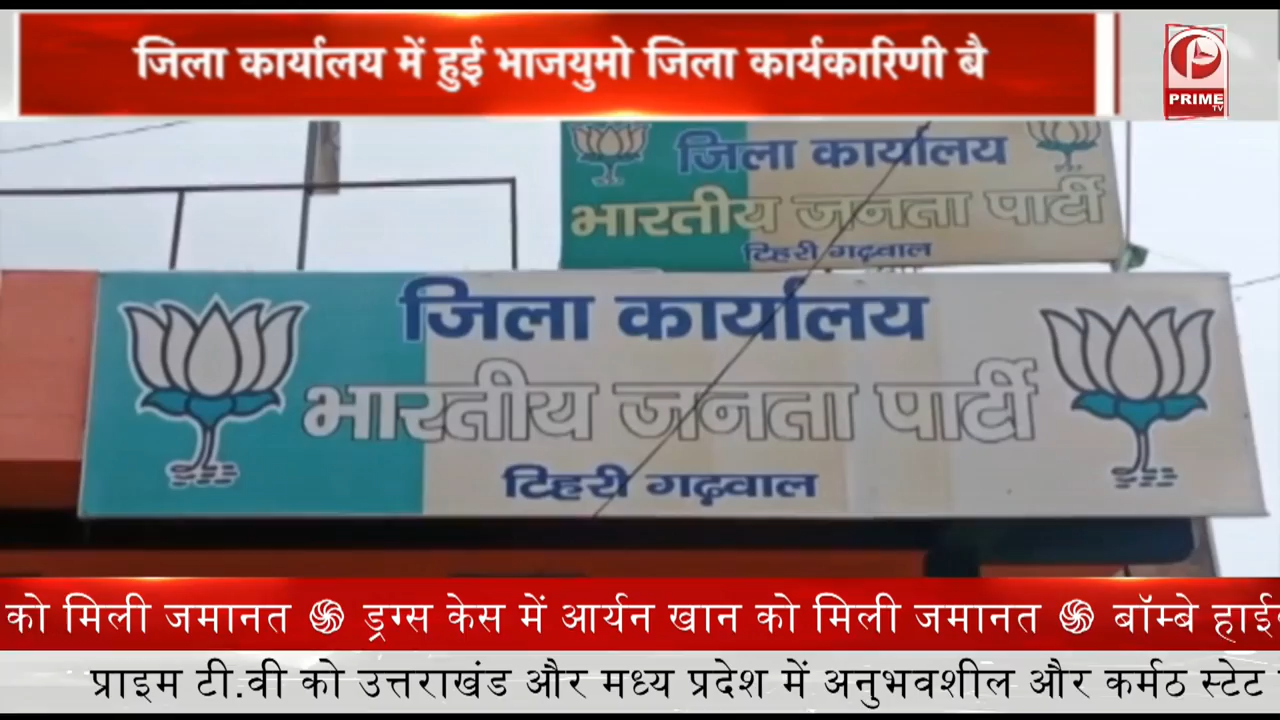 जिला कार्यालय में हुई भाजयुमो जिला कार्यकारिणी बै
PRIME
TV
जिला कार्यालय
भारतीय जनता पार्टी
टिहरी गढ़वाल
जिला कार्यालय
भारतीय जनता पार्टी
टिहरी गढ़वाल
को मिली जमानत ֍ ड्रग्स केस में आर्यन खान को मिली जमानत ֍ बॉम्बे हाई
प्राइम टी.वी को उत्तराखंड और मध्य प्रदेश में अनुभवशील और कर्मठ स्टेट